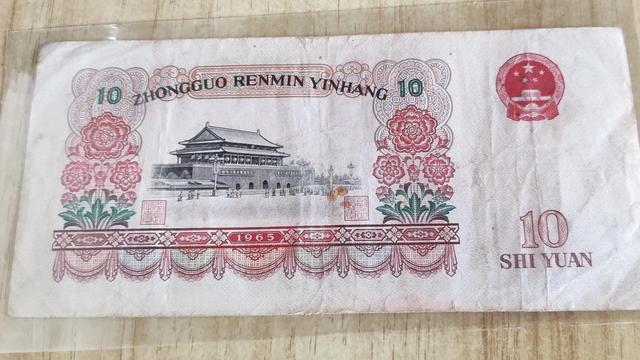 10 ZHONGGUO RENMIN YINHANG 10
1965
10
SHI YUAN